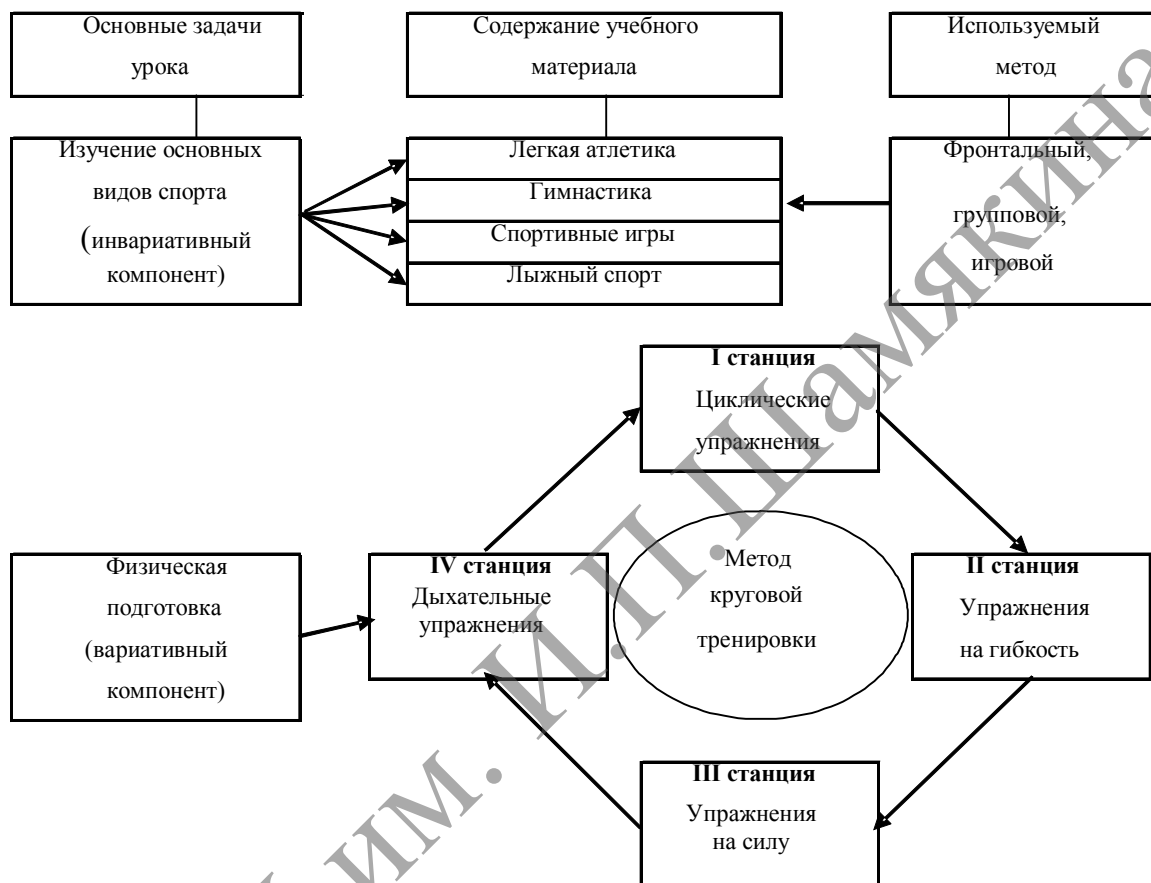 Основные задачи
урока
Содержание учебного
материала
Используемый
метод
Изучение основных
видов спорта
(инвариативный
компонент)
Легкая атлетика
Гимнастика
Спортивные игры
Лыжный спорт
Фронтальный,
групповой,
игровой
I станция
Циклические
упражнения
Физическая
подготовка
(вариативный
компонент)
IV станция
Дыхательные
упражнения
Метод
круговой
тренировки
II станция
Упражнения
на гибкость
III станция
Упражнения
на силу
им. И.П.Шамякина